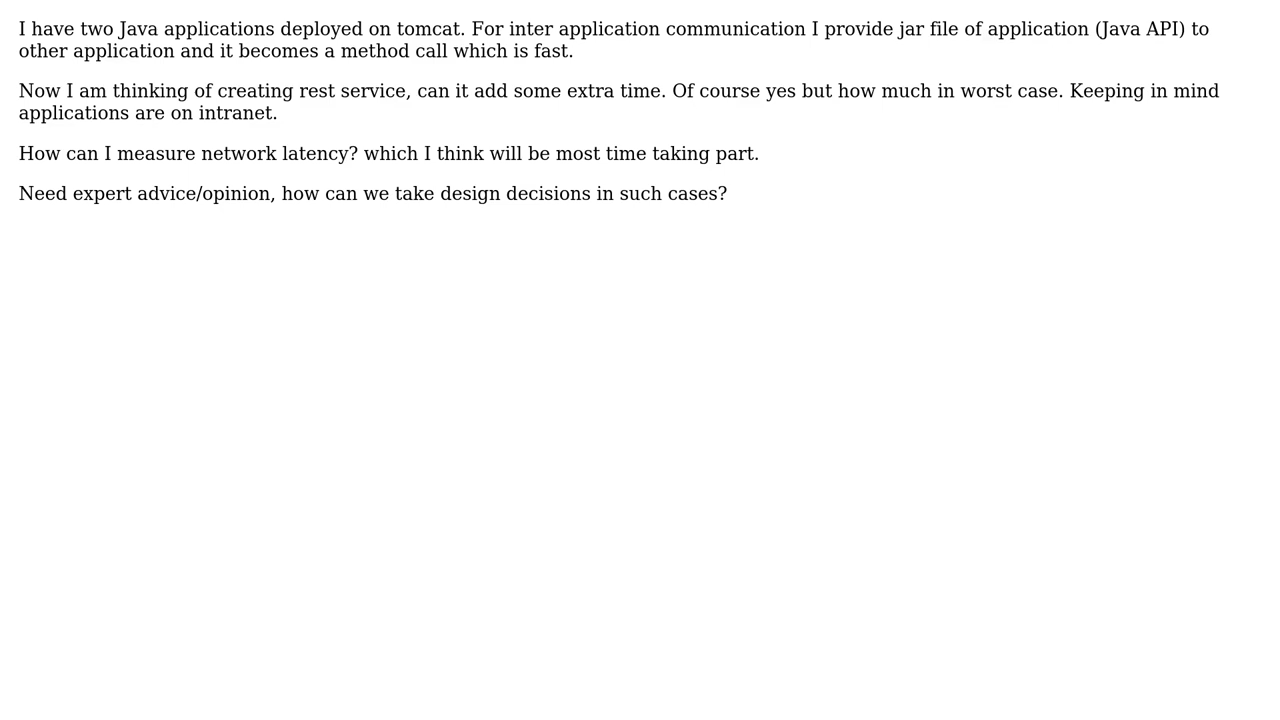 I have two Java applications deployed on tomcat. For inter application communication I provide jar file of application (Java API) to
other application and it becomes a method call which is fast.
Now I am thinking of creating rest service, can it add some extra time. Of course yes but how much in worst case. Keeping in mind
applications are on intranet.
How can I measure network latency? which I think will be most time taking part.
Need expert advice/opinion, how can we take design decisions in such cases?